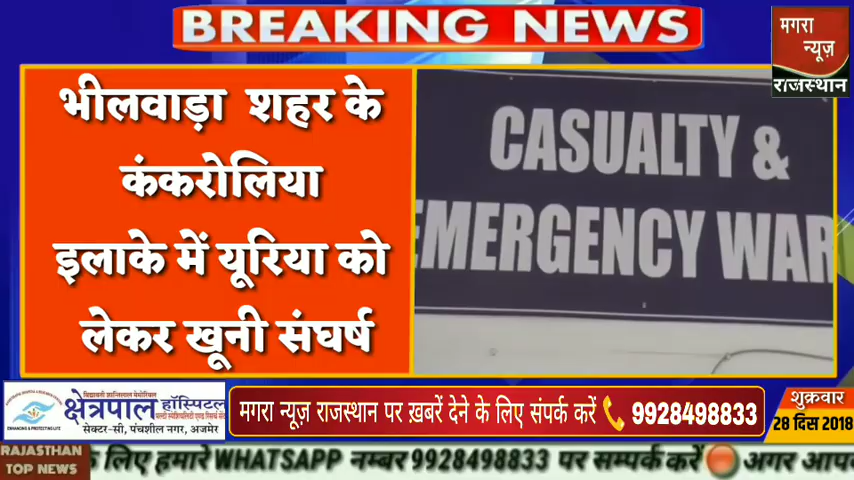 BREAKING NEWS
मगरा
न्यूज़
राजस्थान
भीलवाड़ा शहर के
कंकरोलिया
इलाके में यूरिया को
लेकर खूनी संघर्ष
CASUALTY &
EMERGENCY WAR
क्षेत्रपाल हॉस्पिटल
सेक्टर-सी, पंचशील नगर, अजमेर
मगरा न्यूज़ राजस्थान पर ख़बरें देने के लिए संपर्क करें 9928498833
शुक्रवार
28 दिस 2018
RAJASTHAN
TOP NEWS
के लिए हमारे WHATSAPP नम्बर 9928498833 पर सम्पर्क करें अगर आप